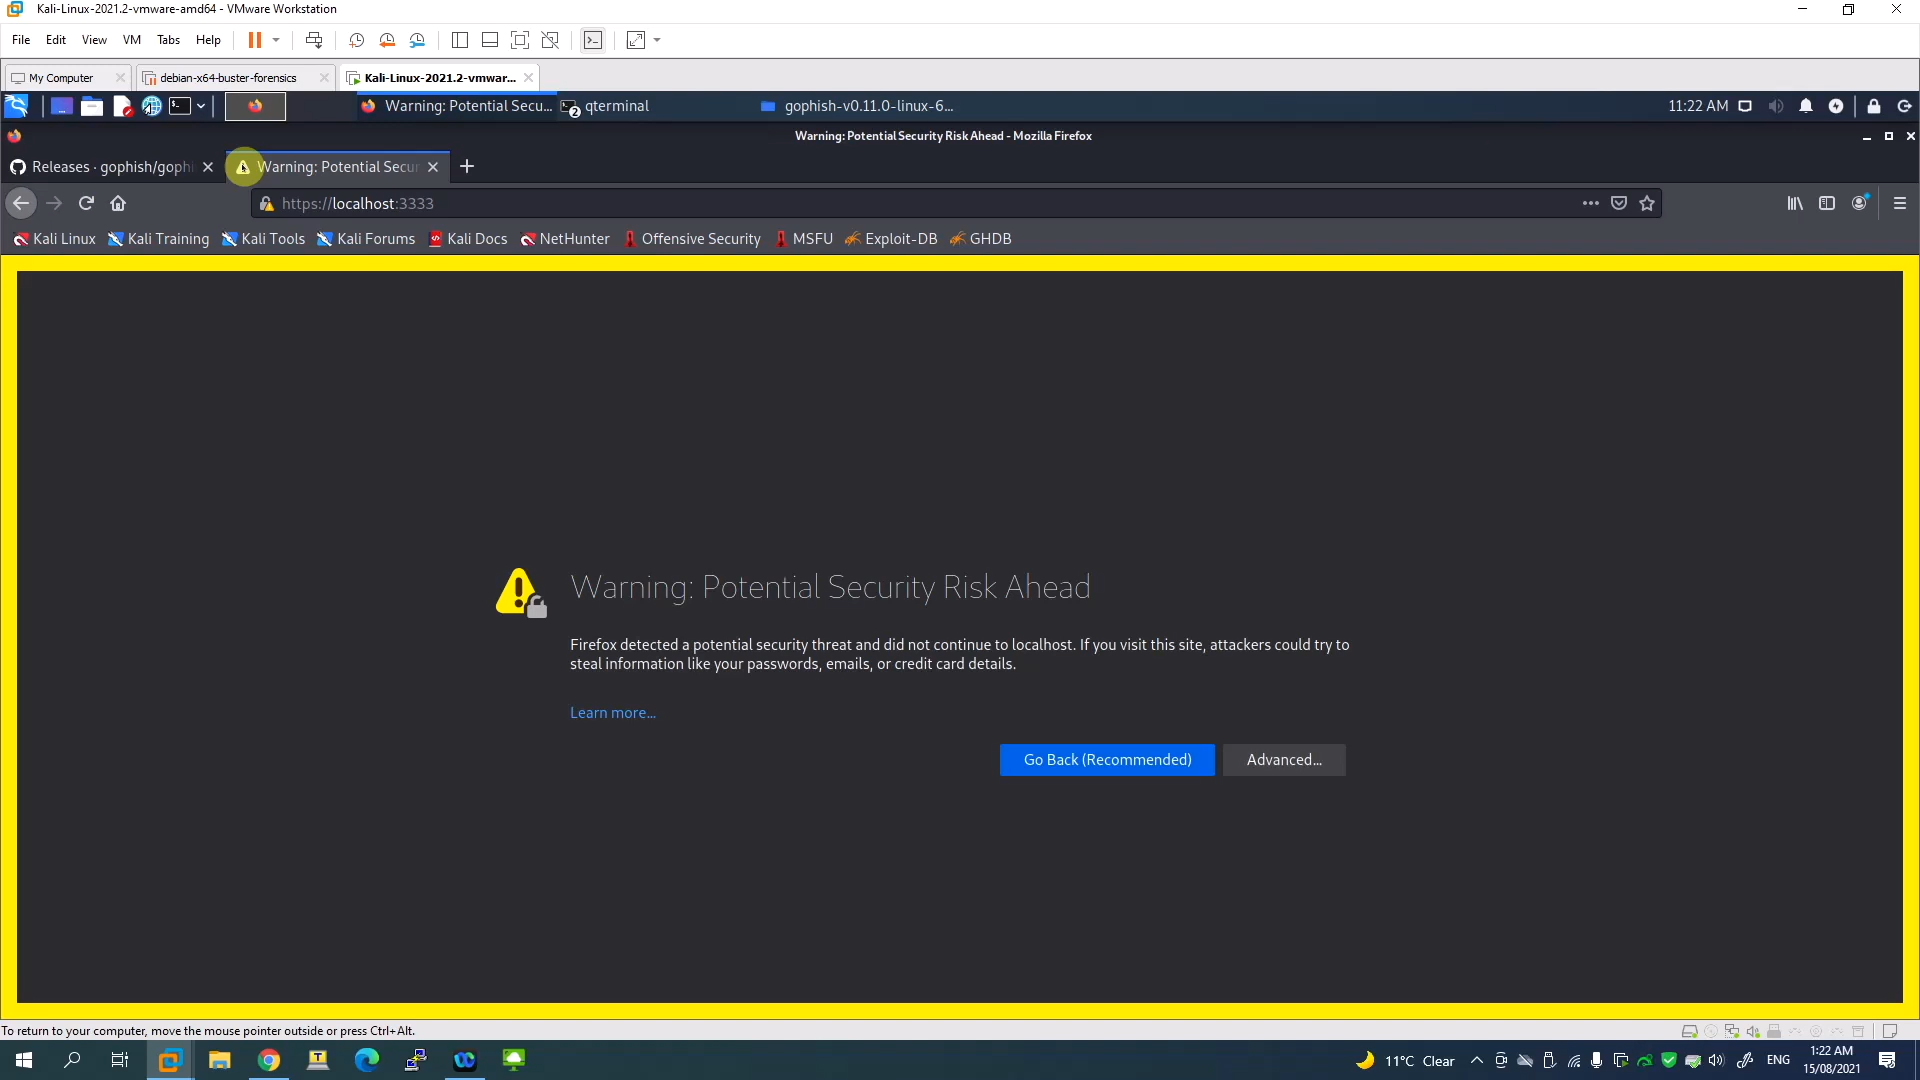 Kali-Linux-2021.2-vmware-amd64 - VMware Workstation
File Edit View VM Tabs Help
My Computer debian-x64-buster-forensics Kali-Linux-2021.2-vmwar...
Warning: Potential Secu... qterminal gophish-v0.11.0-linux-6... 11:22 AM
Warning: Potential Security Risk Ahead - Mozilla Firefox
Releases · gophish/gophi Warning: Potential Secur
https://localhost:3333
Kali Linux Kali Training Kali Tools Kali Forums Kali Docs NetHunter Offensive Security MSFU Exploit-DB GHDB
Warning: Potential Security Risk Ahead
Firefox detected a potential security threat and did not continue to localhost. If you visit this site, attackers could try to
steal information like your passwords, emails, or credit card details.
Learn more...
Go Back (Recommended) Advanced...
To return to your computer, move the mouse pointer outside or press Ctrl+Alt.
11°C Clear ENG 1:22 AM
15/08/2021